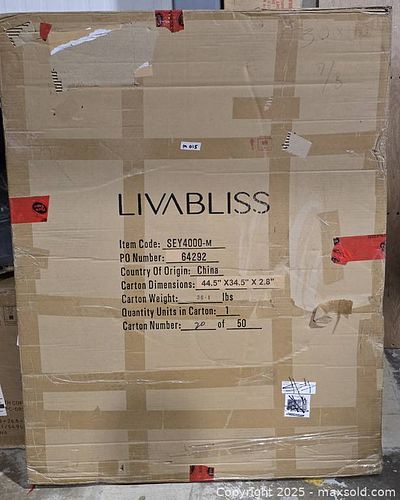 LIVABLISS
Item Code: SEY4000-M
PO Number: 64292
Country Of Origin: China
Carton Dimensions: 44.5" X34.5" X 2.8"
Carton Weight: lbs
Quantity Units in Carton: 1
Carton Number: 20 of 50
Copyright © 2025 - maxsold.com